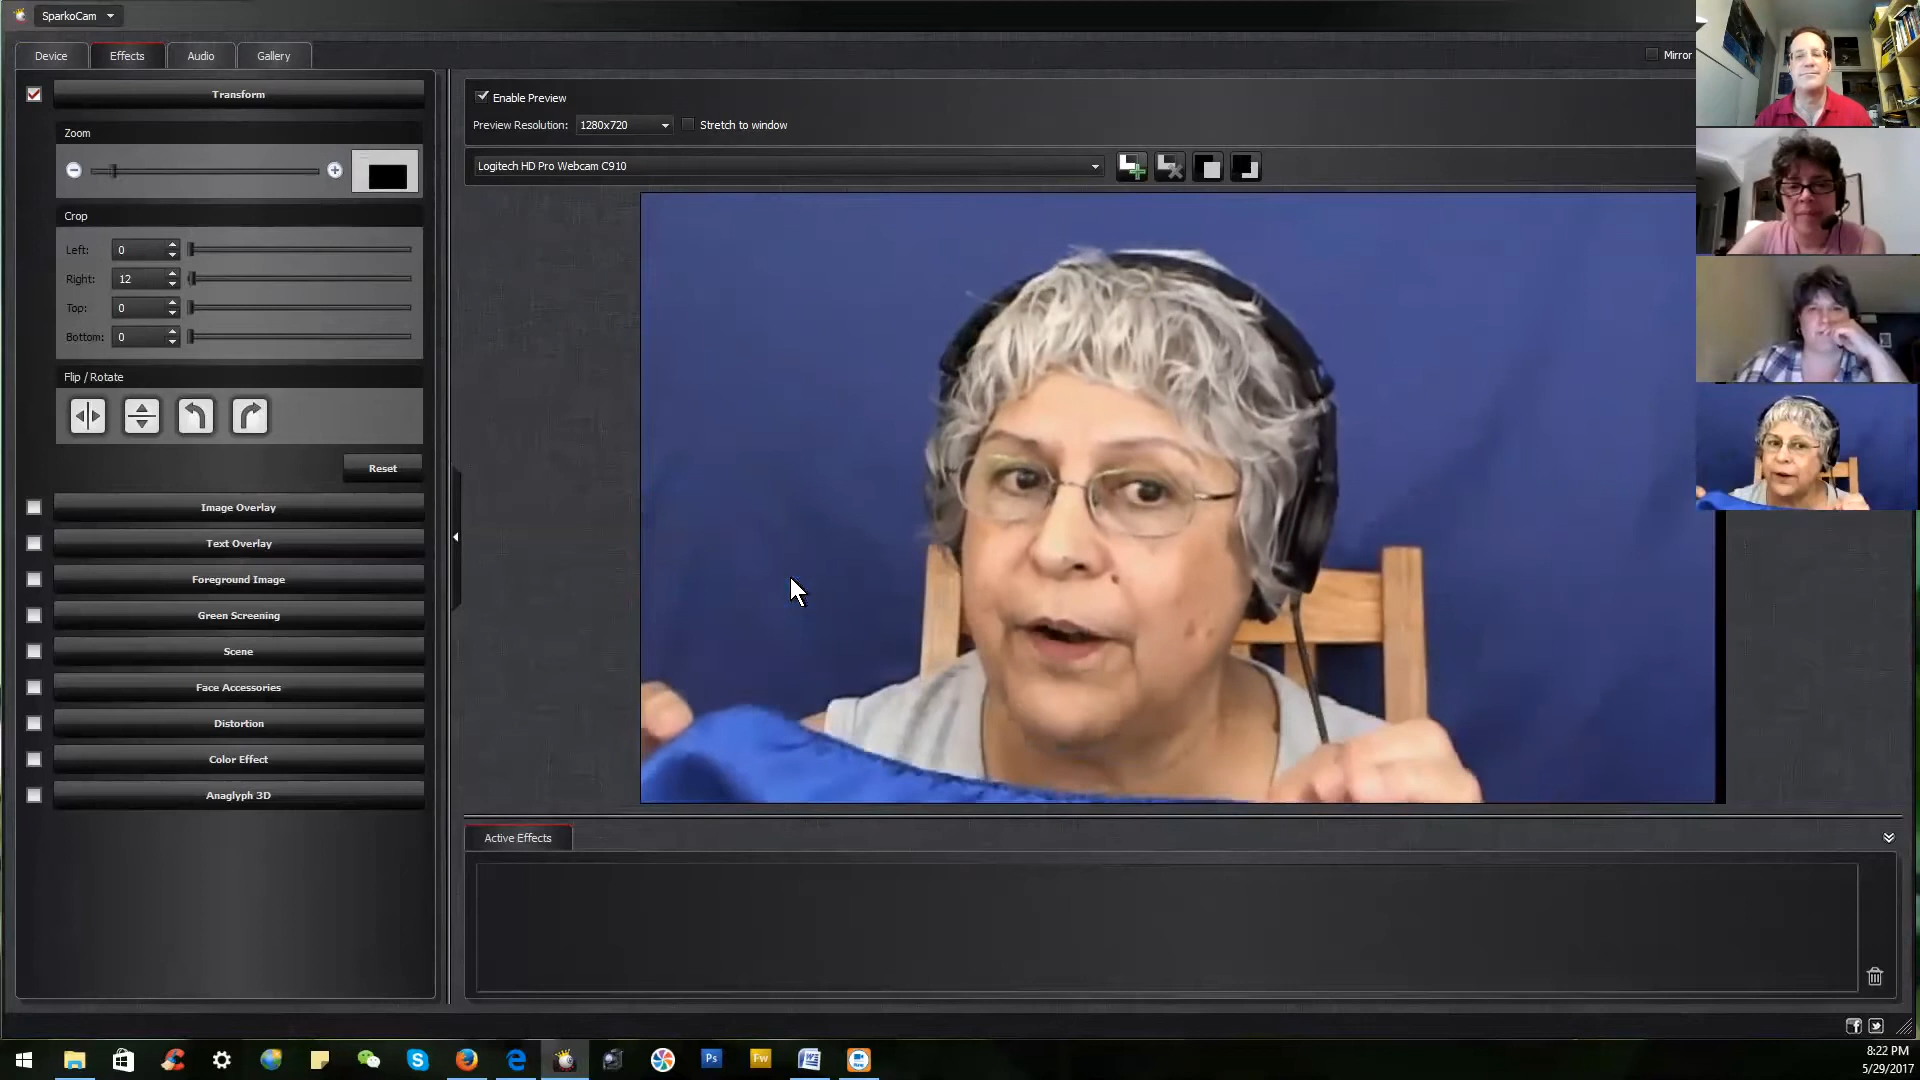 SparkoCam
Device Effects Audio Gallery
Mirror
Transform
Enable Preview
Preview Resolution: 1280x720 Stretch to window
Zoom
Logitech HD Pro Webcam C910
Crop
Left: 0
Right: 12
Top: 0
Bottom: 0
Flip / Rotate
Reset
Image Overlay
Text Overlay
Foreground Image
Green Screening
Scene
Face Accessories
Distortion
Color Effect
Anaglyph 3D
Active Effects
Ps Fw
8:22 PM
5/29/2017